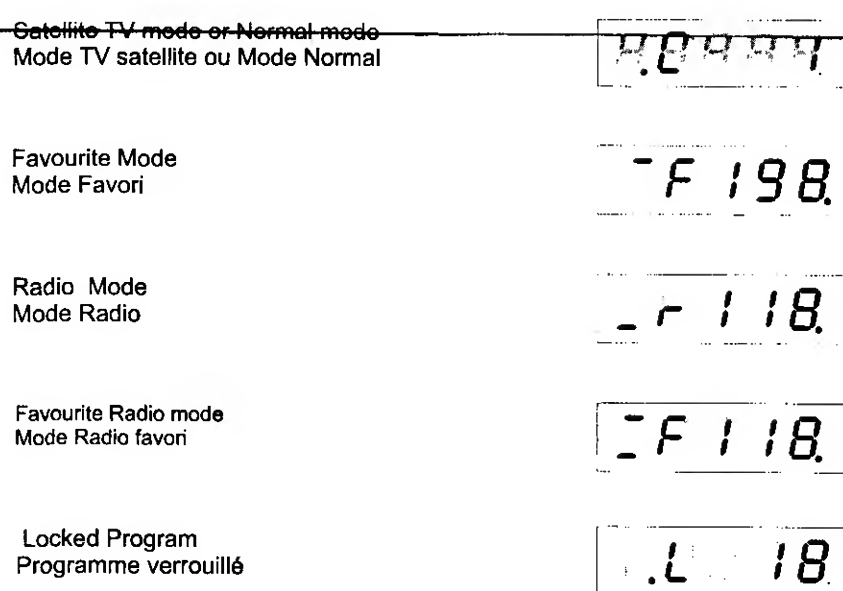 Satellite TV mode or Normal mode
Mode TV satellite ou Mode Normal
.C 1
Favourite Mode
Mode Favori
¯F 198.
Radio Mode
Mode Radio
_ r 118.
Favourite Radio mode
Mode Radio favori
F 118.
Locked Program
Programme verrouillé
.L 18.